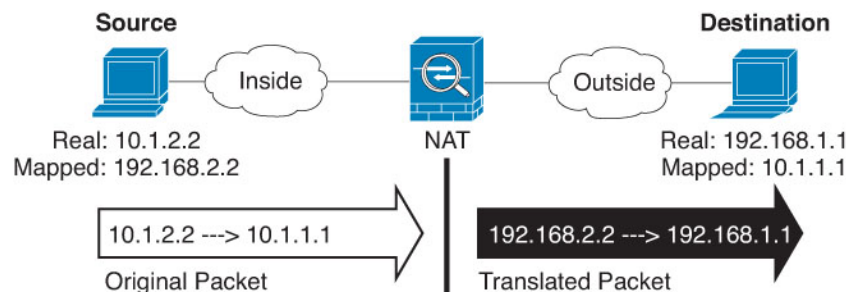 Source
Destination
Inside
Outside
NAT
Real: 10.1.2.2
Mapped: 192.168.2.2
Real: 192.168.1.1
Mapped: 10.1.1.1
10.1.2.2 ---> 10.1.1.1
192.168.2.2 ---> 192.168.1.1
Original Packet
Translated Packet